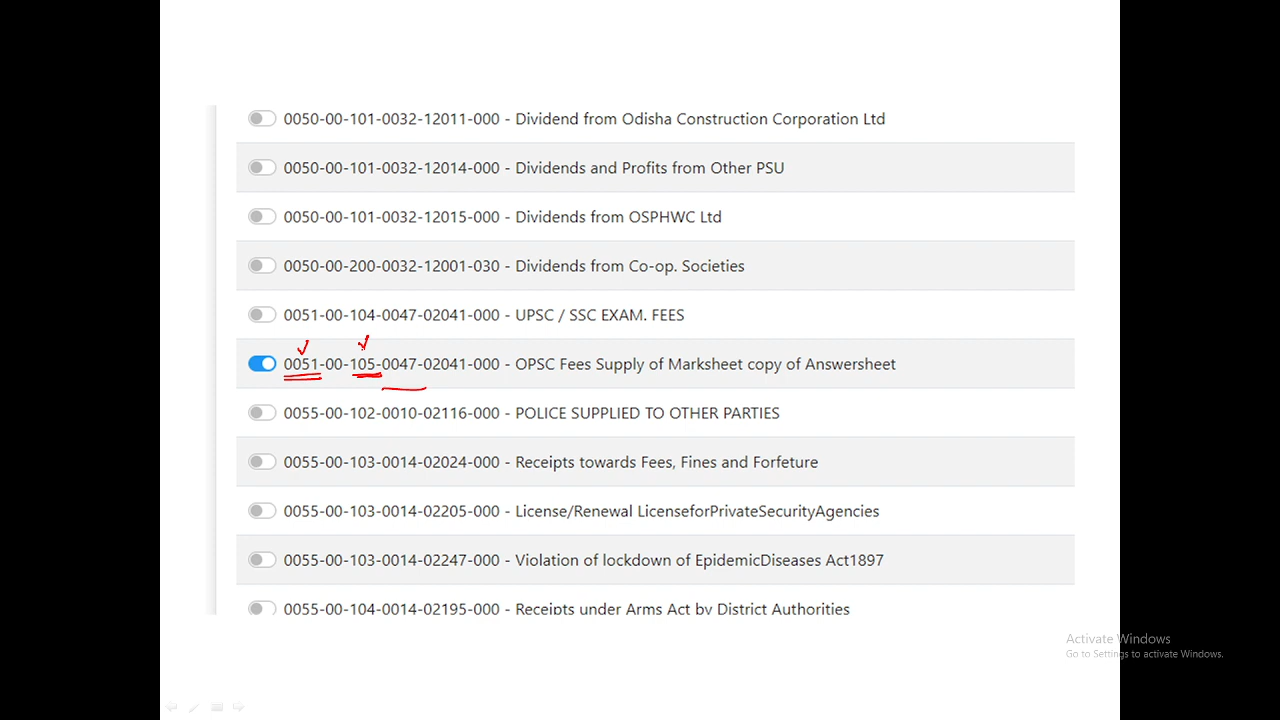 0050-00-101-0032-12011-000 - Dividend from Odisha Construction Corporation Ltd
0050-00-101-0032-12014-000 - Dividends and Profits from Other PSU
0050-00-101-0032-12015-000 - Dividends from OSPHWC Ltd
0050-00-200-0032-12001-030 - Dividends from Co-op. Societies
0051-00-104-0047-02041-000 - UPSC / SSC EXAM. FEES
0051-00-105-0047-02041-000 - OPSC Fees Supply of Marksheet copy of Answersheet
0055-00-102-0010-02116-000 - POLICE SUPPLIED TO OTHER PARTIES
0055-00-103-0014-02024-000 - Receipts towards Fees, Fines and Forfeture
0055-00-103-0014-02205-000 - License/Renewal LicenseforPrivateSecurityAgencies
0055-00-103-0014-02247-000 - Violation of lockdown of EpidemicDiseases Act1897
0055-00-104-0014-02195-000 - Receipts under Arms Act by District Authorities
Activate Windows
Go to Settings to activate Windows.